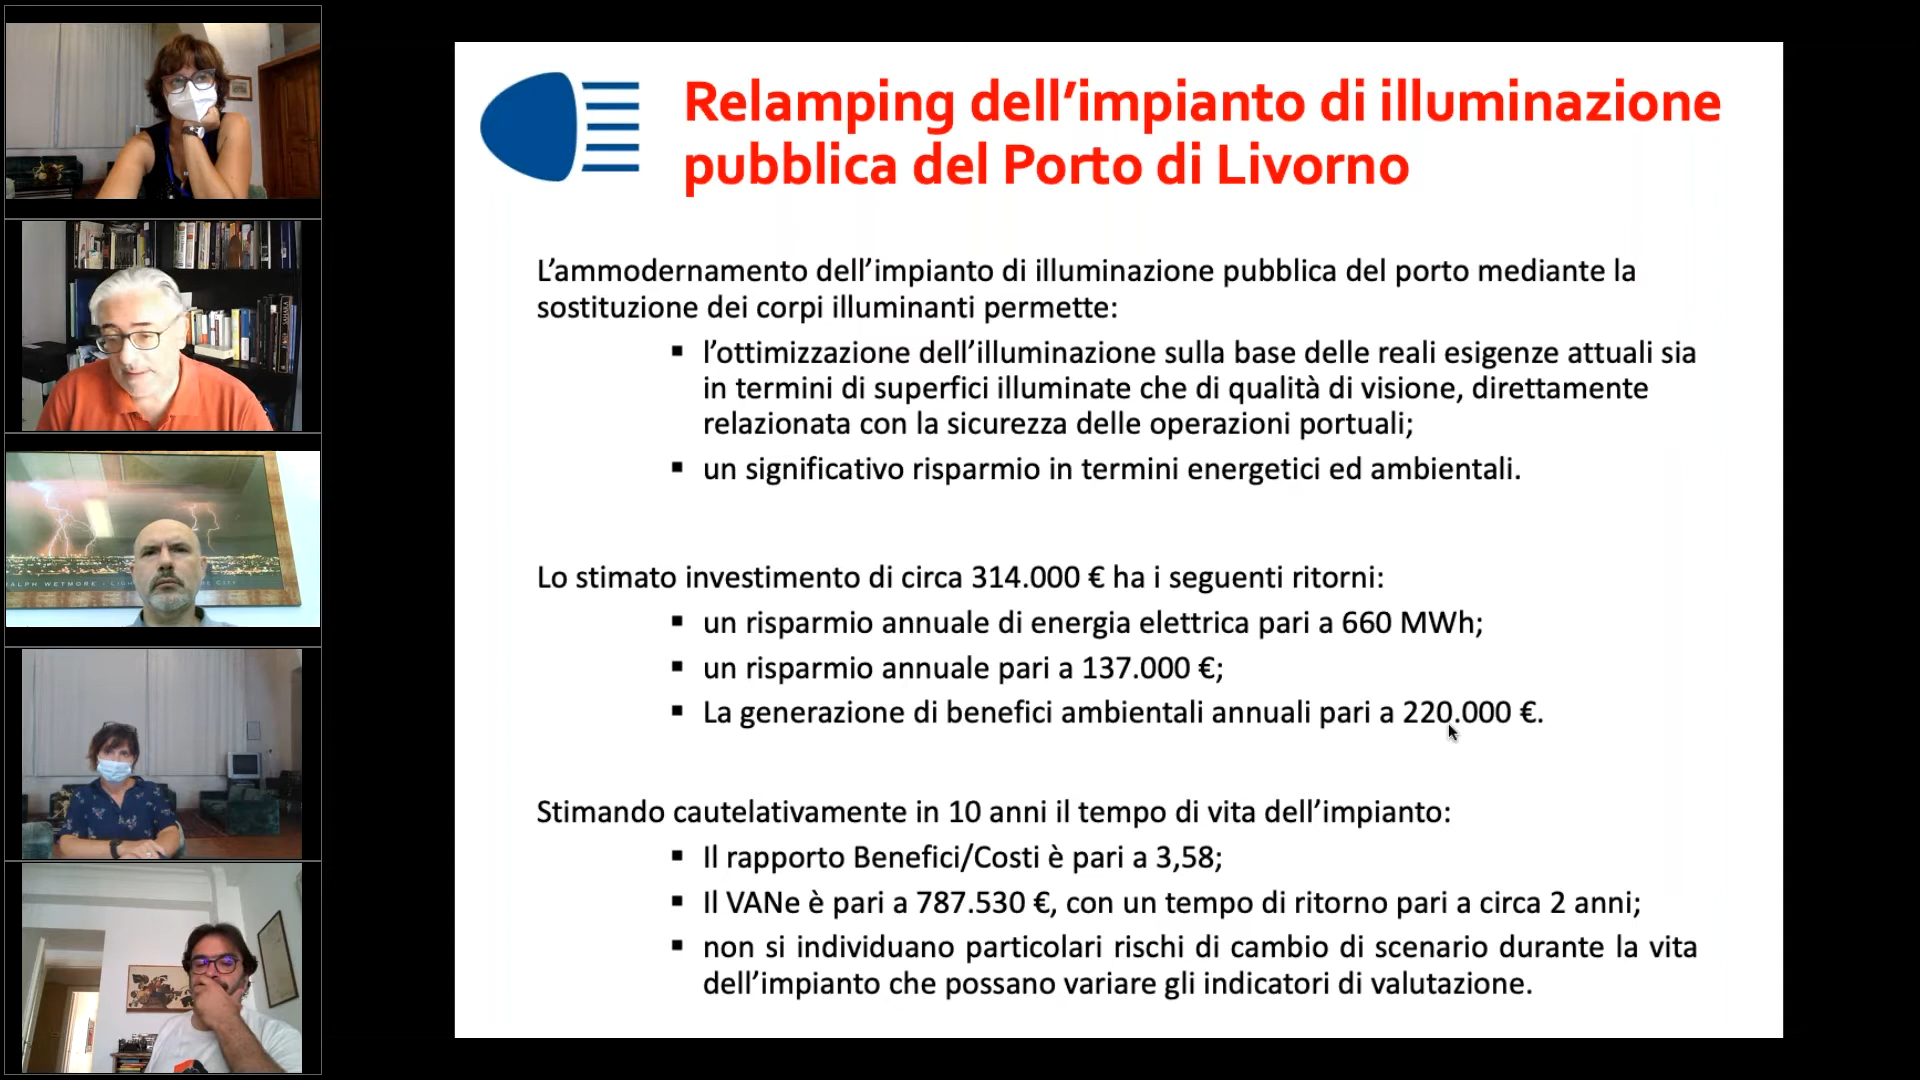 Relamping dell’impianto di illuminazione
pubblica del Porto di Livorno
L’ammodernamento dell’impianto di illuminazione pubblica del porto mediante la
sostituzione dei corpi illuminanti permette:
▪ l’ottimizzazione dell’illuminazione sulla base delle reali esigenze attuali sia
in termini di superfici illuminate che di qualità di visione, direttamente
relazionata con la sicurezza delle operazioni portuali;
▪ un significativo risparmio in termini energetici ed ambientali.
Lo stimato investimento di circa 314.000 € ha i seguenti ritorni:
▪ un risparmio annuale di energia elettrica pari a 660 MWh;
▪ un risparmio annuale pari a 137.000 €;
▪ La generazione di benefici ambientali annuali pari a 220.000 €.
Stimando cautelativamente in 10 anni il tempo di vita dell’impianto:
▪ Il rapporto Benefici/Costi è pari a 3,58;
▪ Il VANe è pari a 787.530 €, con un tempo di ritorno pari a circa 2 anni;
▪ non si individuano particolari rischi di cambio di scenario durante la vita
dell’impianto che possano variare gli indicatori di valutazione.
WETMORE
CITY